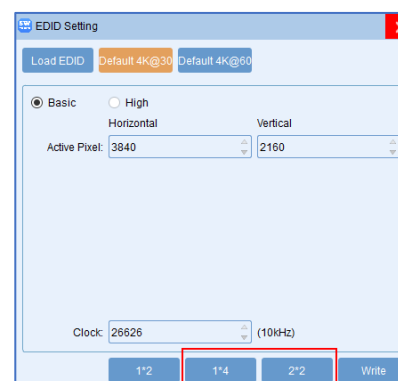 EDID Setting
Load EDID Default 4K@30 Default 4K@60
Basic High
Horizontal Vertical
Active Pixel: 3840 2160
Clock: 26626 (10kHz)
1*2 1*4 2*2 Write